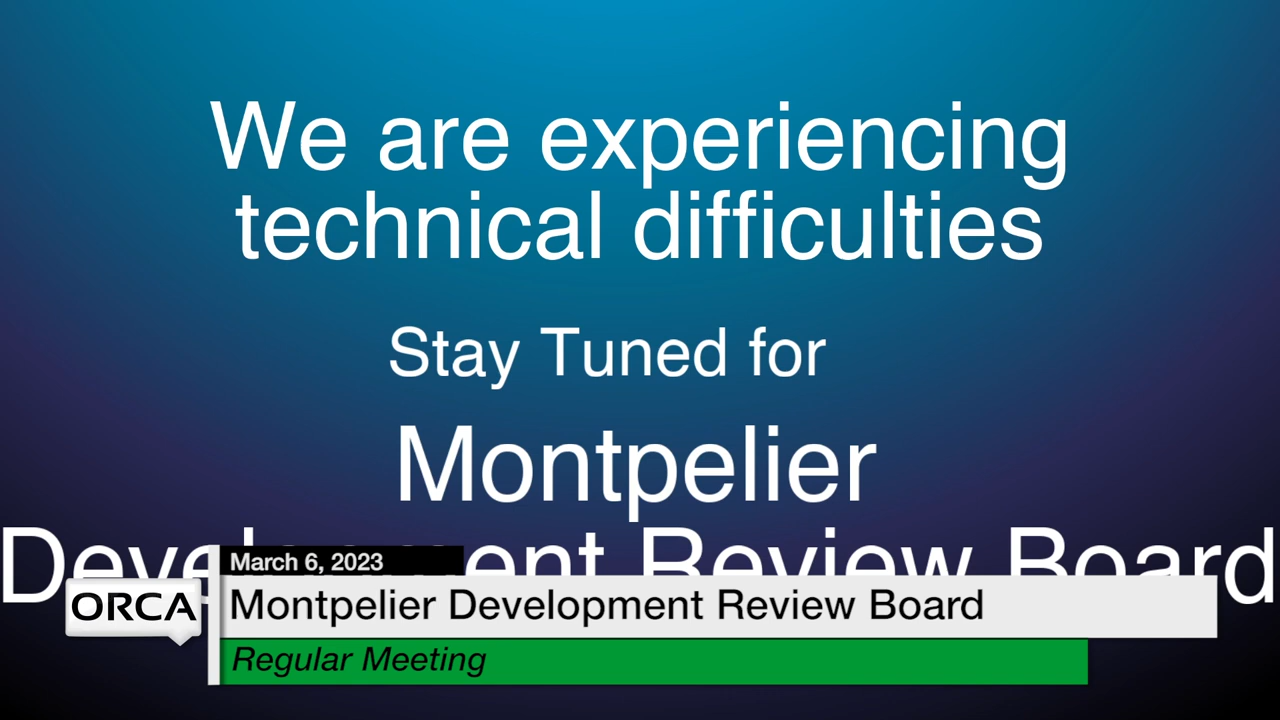 We are experiencing
technical difficulties
Stay Tuned for
Montpelier
Development Review Board
March 6, 2023
ORCA
Montpelier Development Review Board
Regular Meeting